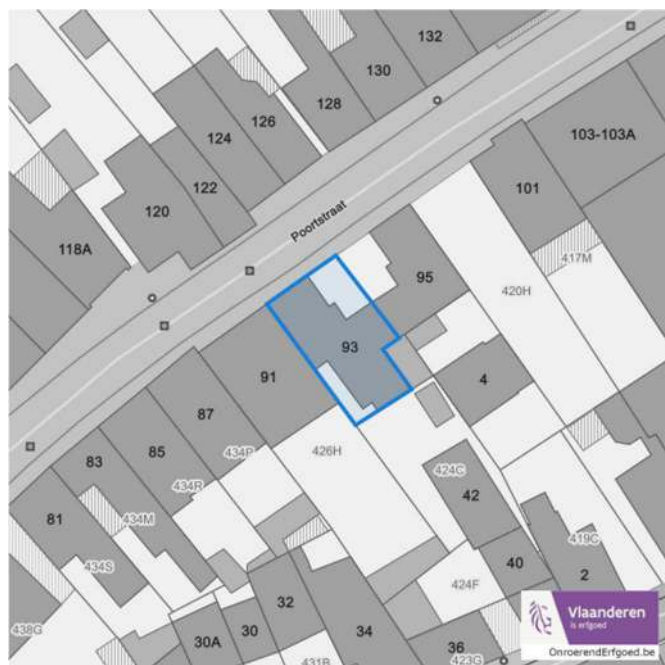 132
130
128
126
124
122
120
118A
103-103A
101
417M
Poortstraat
95
420H
93
91
4
87
434P
426H
85
434R
83
424C
42
81
434M
419C
434S
40
2
32
424F
438G
30A
30
34
36
431B
423G
Vlaanderen
is erfgoed
OnroerendErfgoed.be